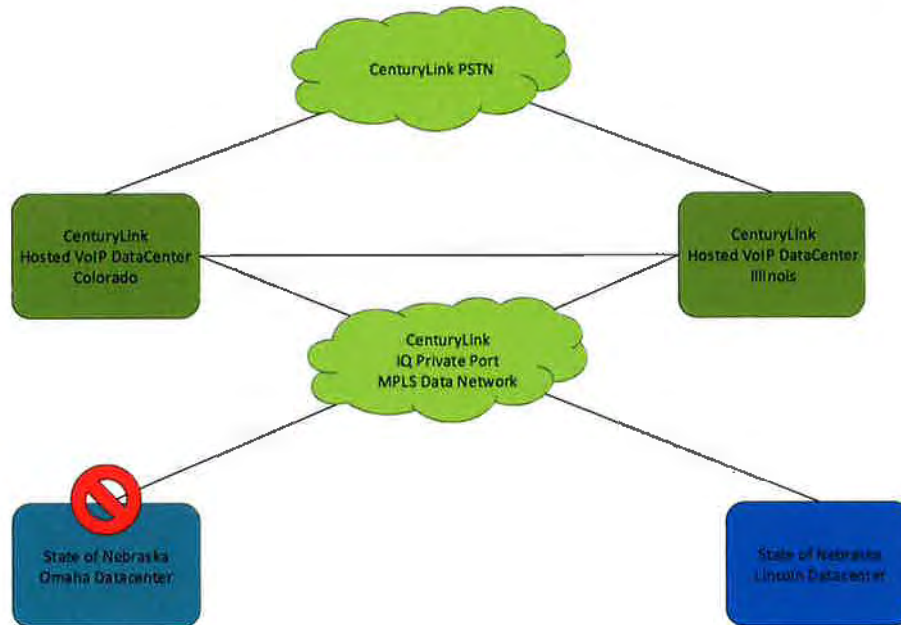 CenturyLink PSTN
CenturyLink
Hosted VoIP DataCenter
Colorado
CenturyLink
Hosted VoIP DataCenter
Illinois
CenturyLink
IQ Private Port
MPLS Data Network
State of Nebraska
Omaha Datacenter
State of Nebraska
Lincoln Datacenter